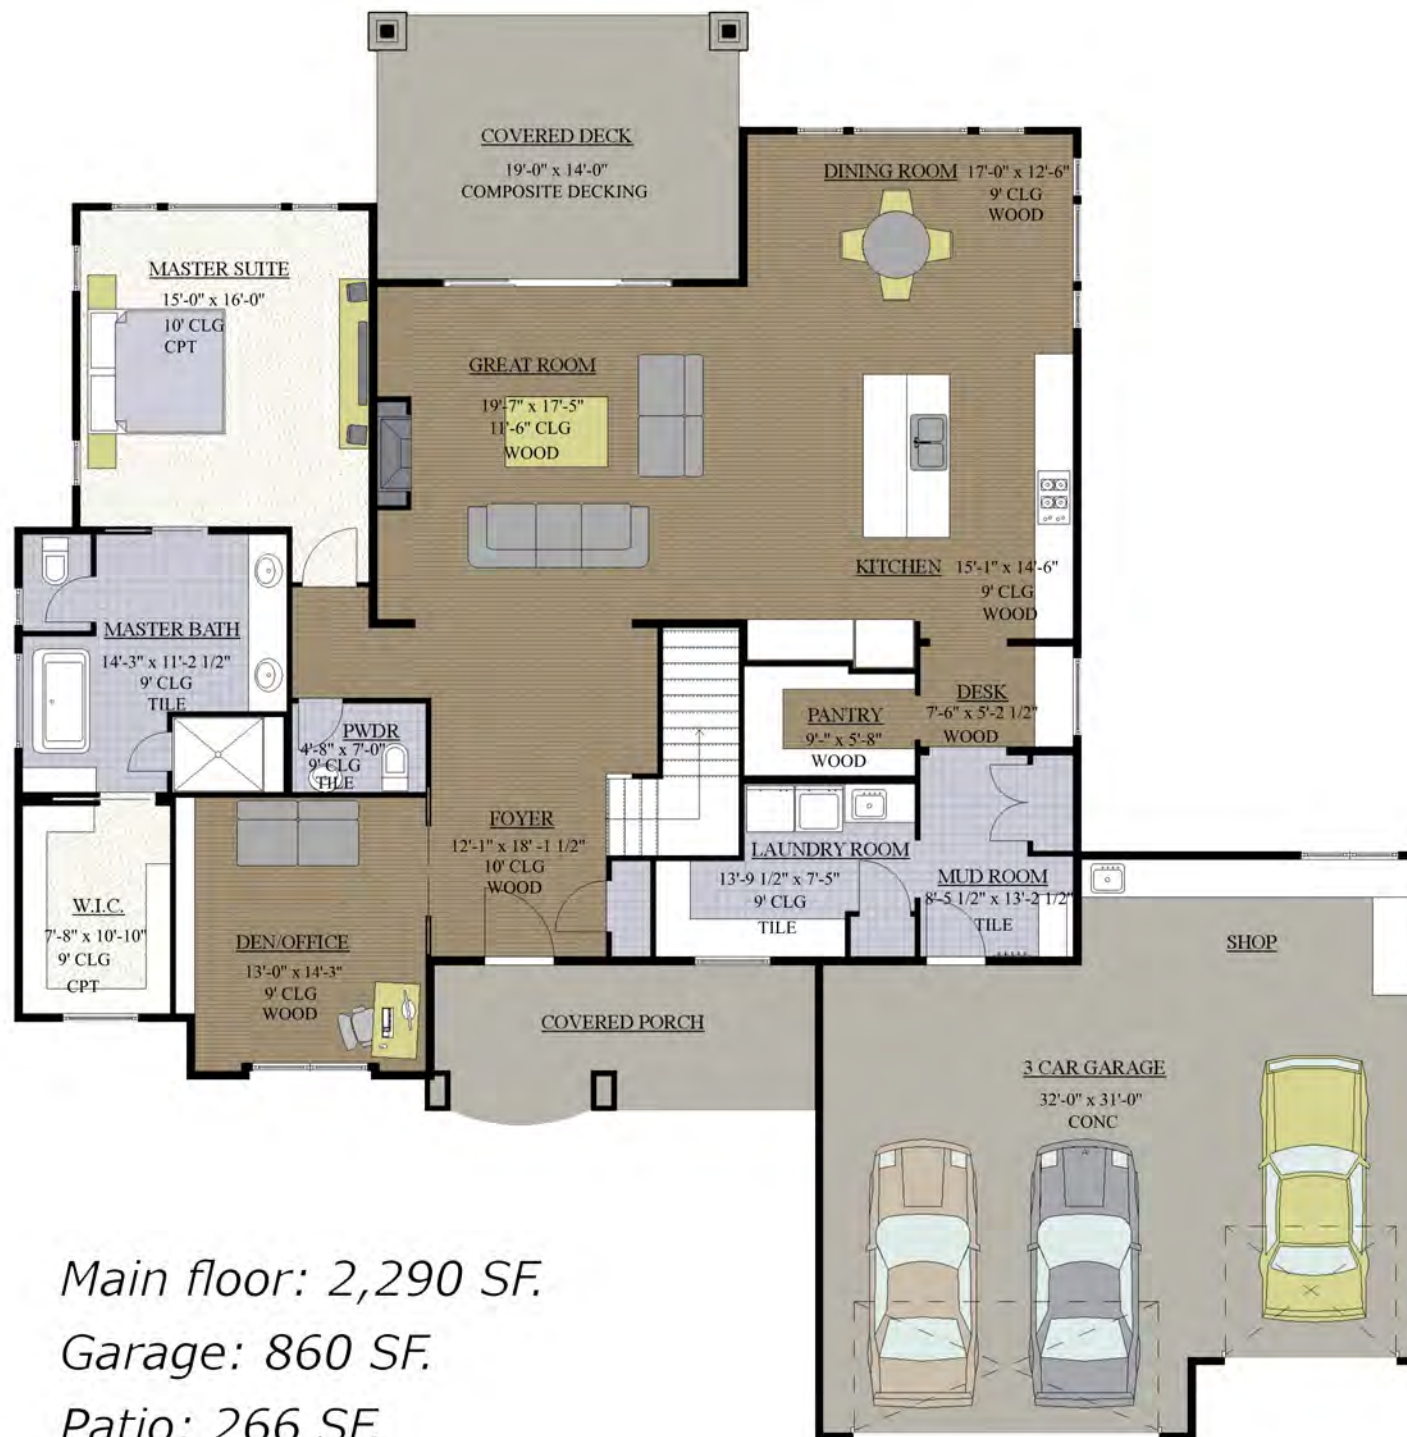 COVERED DECK
19'-0" x 14'-0"
COMPOSITE DECKING
DINING ROOM 17'-0" x 12'-6"
9' CLG
WOOD
MASTER SUITE
15'-0" x 16'-0"
10' CLG
CPT
GREAT ROOM
19'-7" x 17'-5"
11'-6" CLG
WOOD
KITCHEN 15'-1" x 14'-6"
9' CLG
WOOD
MASTER BATH
14'-3" x 11'-2 1/2"
9' CLG
TILE
PWDR
4'-8" x 7'-0"
9' CLG
TILE
PANTRY
9'-" x 5'-8"
WOOD
DESK
7'-6" x 5'-2 1/2"
WOOD
FOYER
12'-1" x 18' -1 1/2"
10' CLG
WOOD
LAUNDRY ROOM
13'-9 1/2" x 7'-5"
9' CLG
TILE
MUD ROOM
8'-5 1/2" x 13'-2 1/2"
TILE
W.I.C.
7'-8" x 10'-10"
9' CLG
CPT
DEN/OFFICE
13'-0" x 14'-3"
9' CLG
WOOD
SHOP
COVERED PORCH
3 CAR GARAGE
32'-0" x 31'-0"
CONC
Main floor: 2,290 SF.
Garage: 860 SF.
Patio: 266 SF.